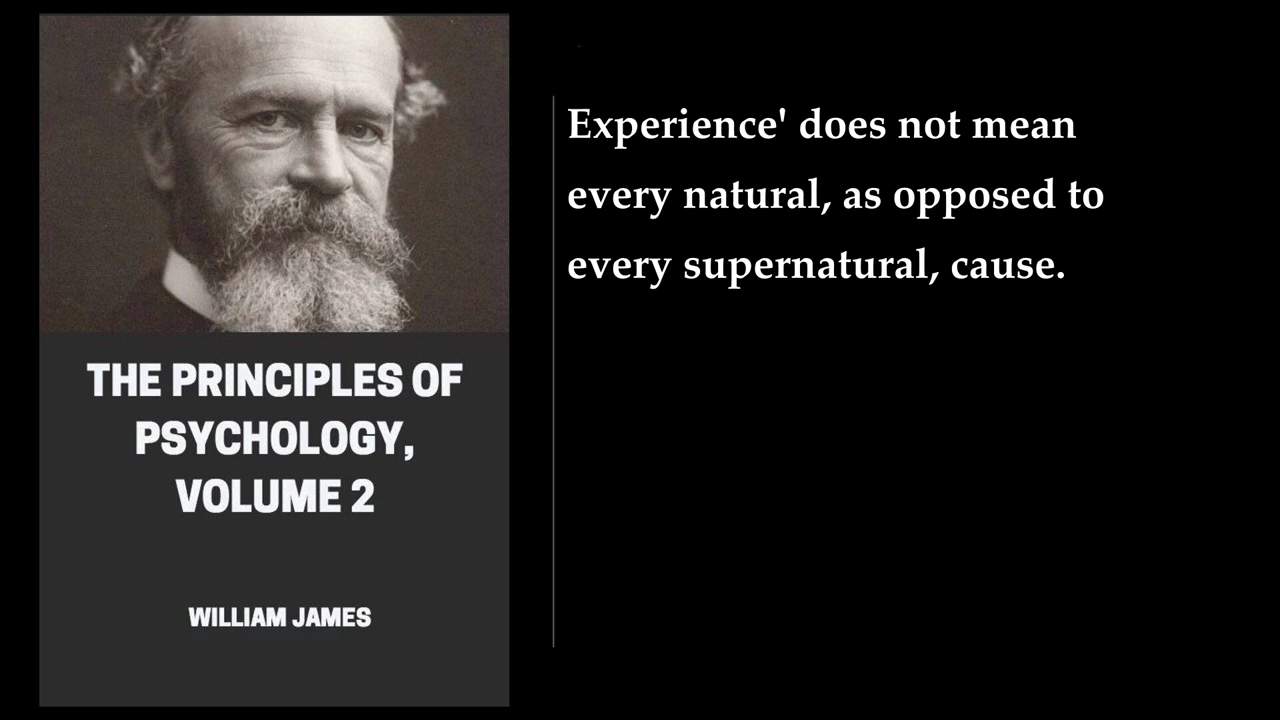 THE PRINCIPLES OF
PSYCHOLOGY,
VOLUME 2
WILLIAM JAMES
Experience' does not mean
every natural, as opposed to
every supernatural, cause.